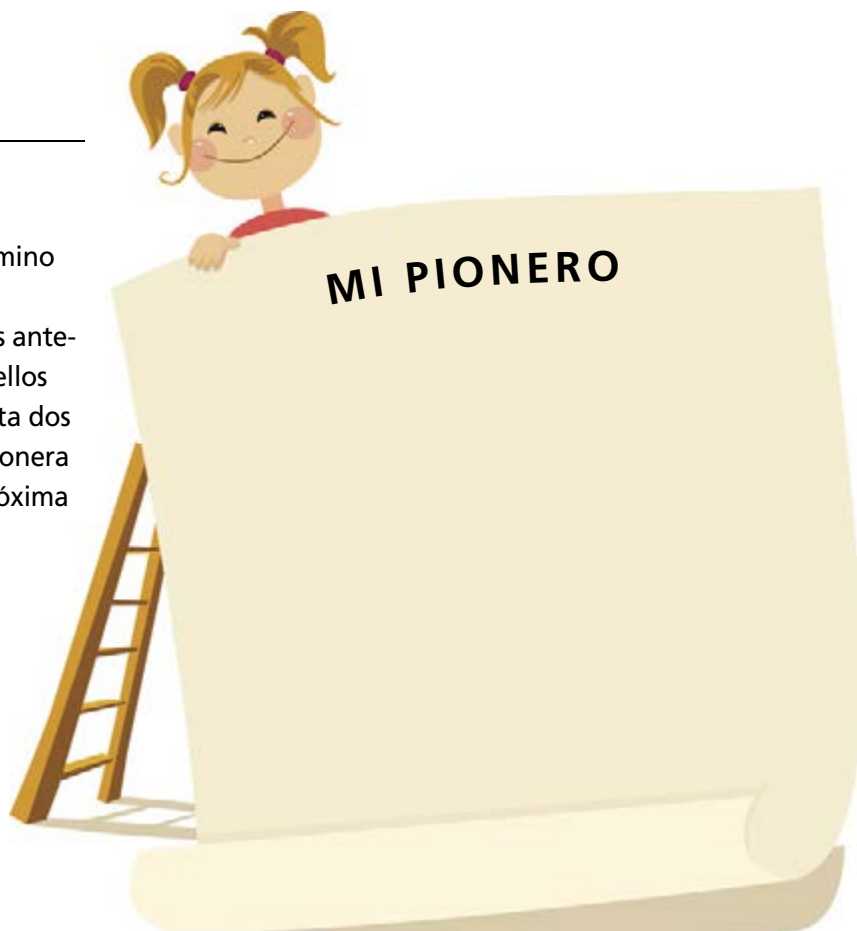 mino
s ante-
ellos
ta dos
onera
óxima
MI PIONERO